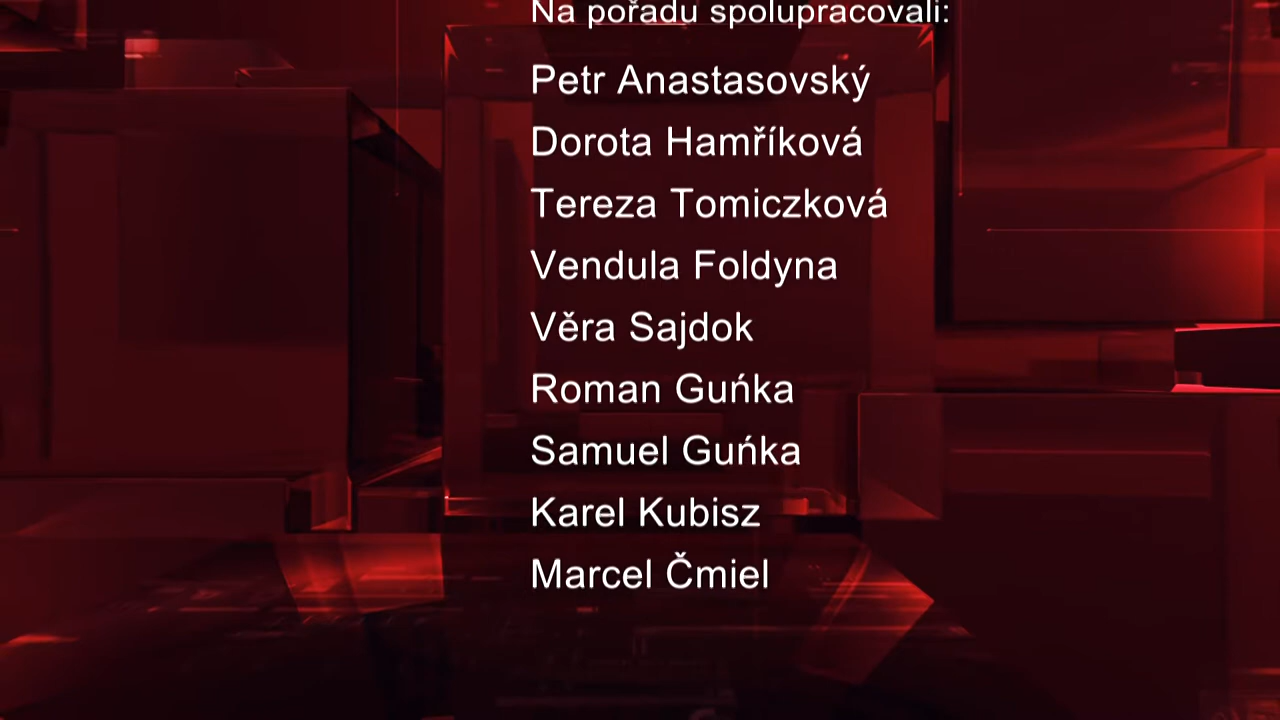 Na pořadu spolupracovali:
Petr Anastasovský
Dorota Hamříková
Tereza Tomiczková
Vendula Foldyna
Věra Sajdok
Roman Guńka
Samuel Guńka
Karel Kubisz
Marcel Čmiel